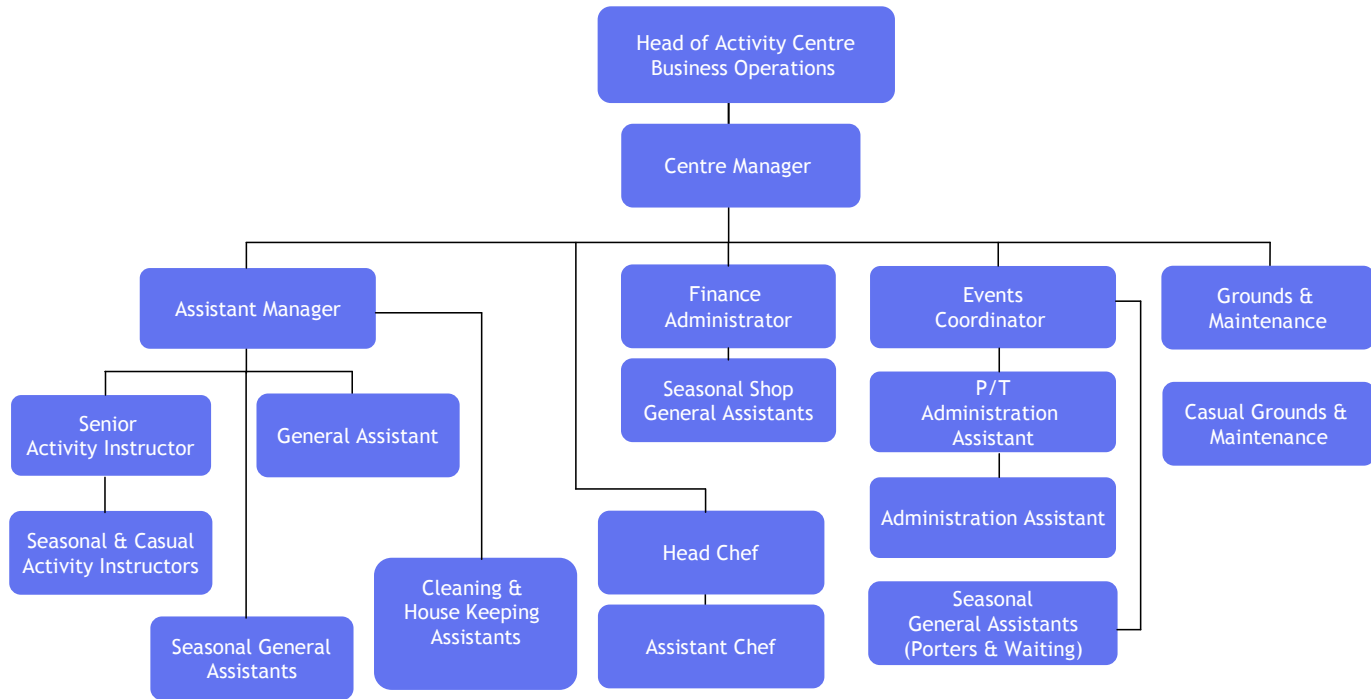 Head of Activity Centre
Business Operations
Centre Manager
Assistant Manager
Finance
Administrator
Events
Coordinator
Grounds &
Maintenance
Senior
Activity Instructor
General Assistant
Seasonal Shop
General Assistants
P/T
Administration
Assistant
Casual Grounds &
Maintenance
Seasonal & Casual
Activity Instructors
Cleaning &
House Keeping
Assistants
Head Chef
Administration Assistant
Seasonal General
Assistants
Assistant Chef
Seasonal
General Assistants
(Porters & Waiting)